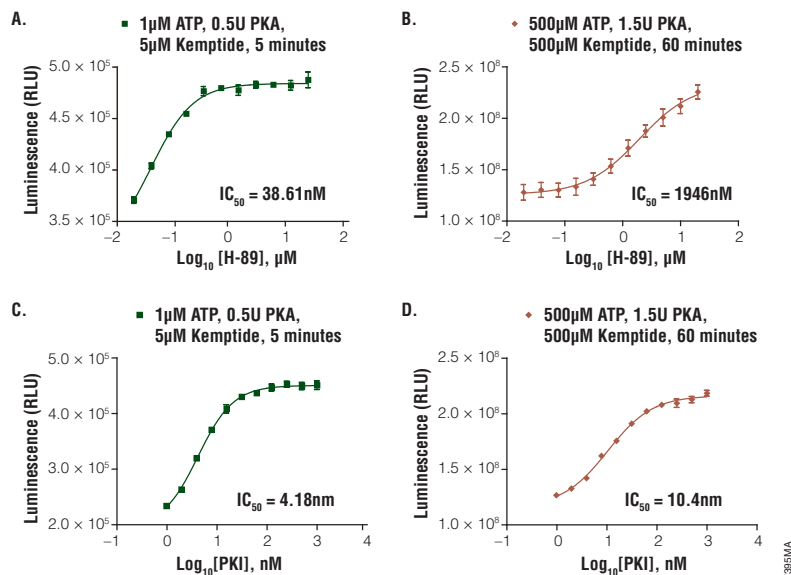 A.
1µM ATP, 0.5U PKA,
5µM Kemptide, 5 minutes
Luminescence (RLU)
5.0 x 10⁵
4.5 x 10⁵
4.0 x 10⁵
3.5 x 10⁵
IC₅₀ = 38.61nM
−2
−1
0
1
2
Log₁₀ [H-89], µM
B.
500µM ATP, 1.5U PKA,
500µM Kemptide, 60 minutes
Luminescence (RLU)
2.5 x 10⁸
2.0 x 10⁸
1.5 x 10⁸
1.0 x 10⁸
IC₅₀ = 1946nM
−2
−1
0
1
2
Log₁₀ [H-89], µM
C.
1µM ATP, 0.5U PKA,
5µM Kemptide, 5 minutes
Luminescence (RLU)
5.0 x 10⁵
4.0 x 10⁵
3.0 x 10⁵
2.0 x 10⁵
IC₅₀ = 4.18nm
−1
0
1
2
3
4
Log₁₀[PKI], nM
D.
500µM ATP, 1.5U PKA,
500µM Kemptide, 60 minutes
Luminescence (RLU)
2.5 x 10⁸
2.0 x 10⁸
1.5 x 10⁸
1.0 x 10⁸
IC₅₀ = 10.4nm
−1
0
1
2
3
4
Log₁₀[PKI], nM
395MA